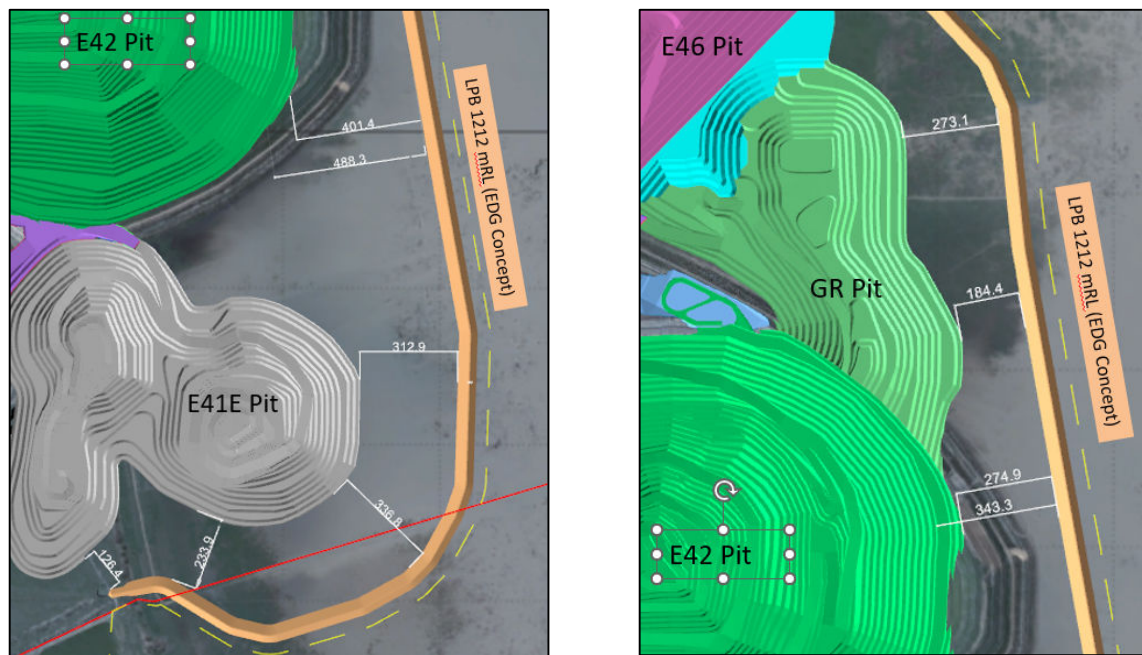 E42 Pit
401.4
488.3
LPB 1212 mRL (EDG Concept)
312.9
E41E Pit
336.8
233.9
126.4
E46 Pit
273.1
LPB 1212 mRL (EDG Concept)
GR Pit
184.4
274.9
343.3
E42 Pit